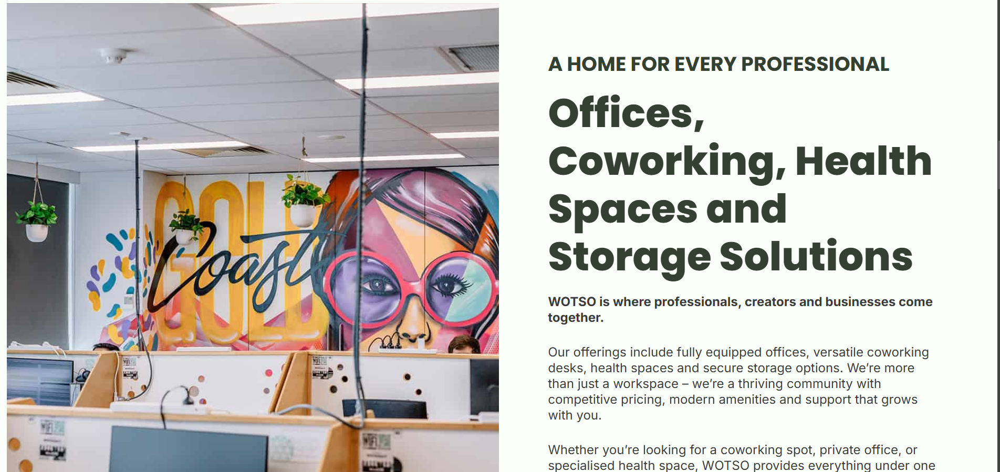 GOLD
Coast
WIFI
WIFI
WIFI
WIFI
A HOME FOR EVERY PROFESSIONAL
Offices,
Coworking, Health
Spaces and
Storage Solutions
WOTSO is where professionals, creators and businesses come
together.
Our offerings include fully equipped offices, versatile coworking
desks, health spaces and secure storage options. We’re more
than just a workspace – we’re a thriving community with
competitive pricing, modern amenities and support that grows
with you.
Whether you’re looking for a coworking spot, private office, or
specialised health space, WOTSO provides everything under one